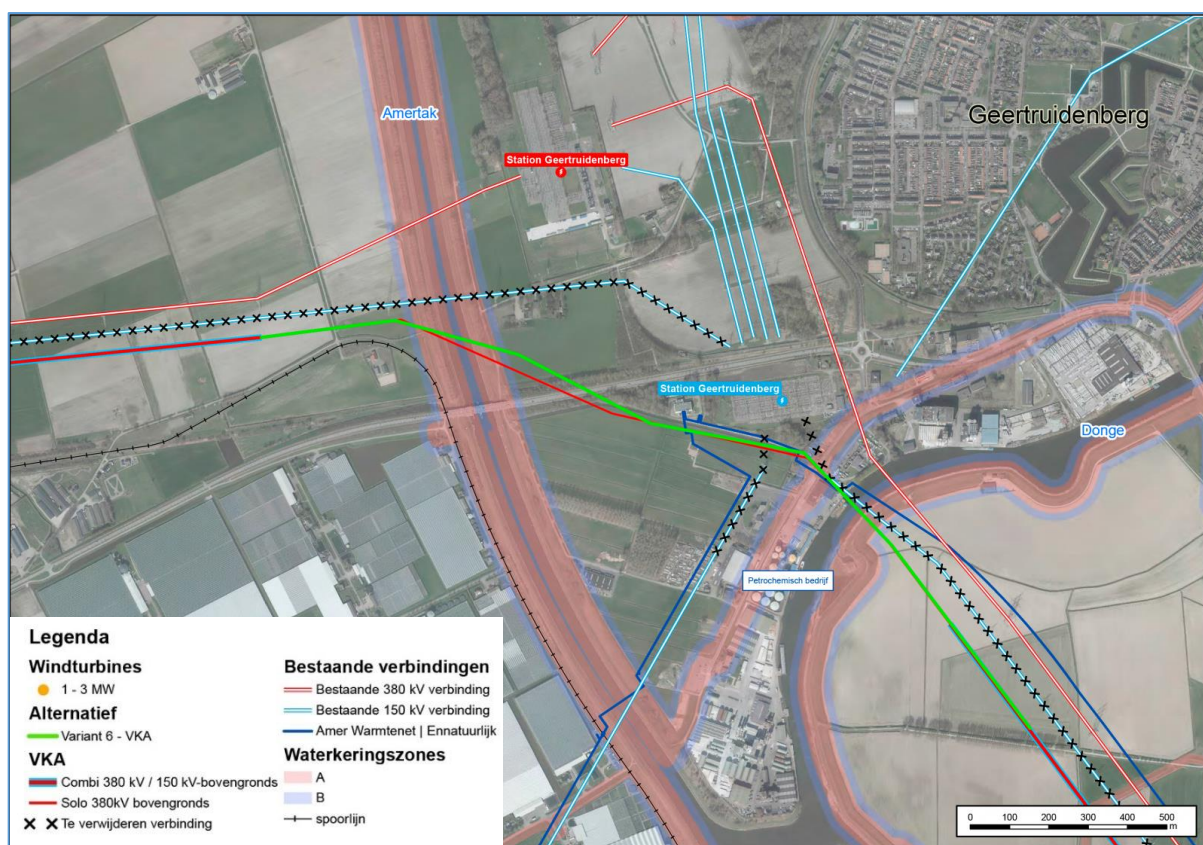 Amertak
Geertruidenberg
Station Geertruidenberg
Station Geertruidenberg
Donge
Petrochemisch bedrijf
Legenda
Windturbines
1 - 3 MW
Alternatief
Variant 6 - VKA
VKA
Combi 380 kV / 150 kV-bovengronds
Solo 380kV bovengronds
Te verwijderen verbinding
Bestaande verbindingen
Bestaande 380 kV verbinding
Bestaande 150 kV verbinding
Amer Warmtenet | Ennatuurlijk
Waterkeringszones
A
B
spoorlijn
0 100 200 300 400 500
m